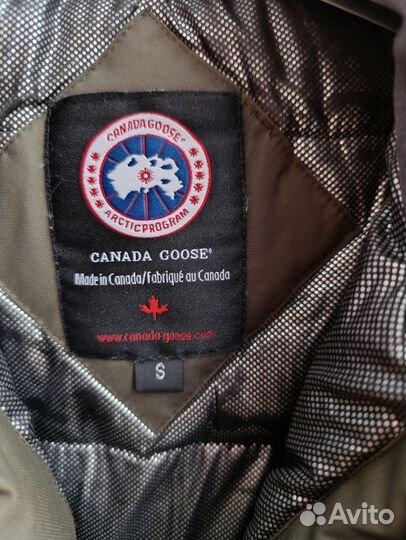 CANADA GOOSE®
ARCTIC PROGRAM
CANADA GOOSE®
Made in Canada/Fabriqué au Canada
www.canada-goose.com
S
Avito